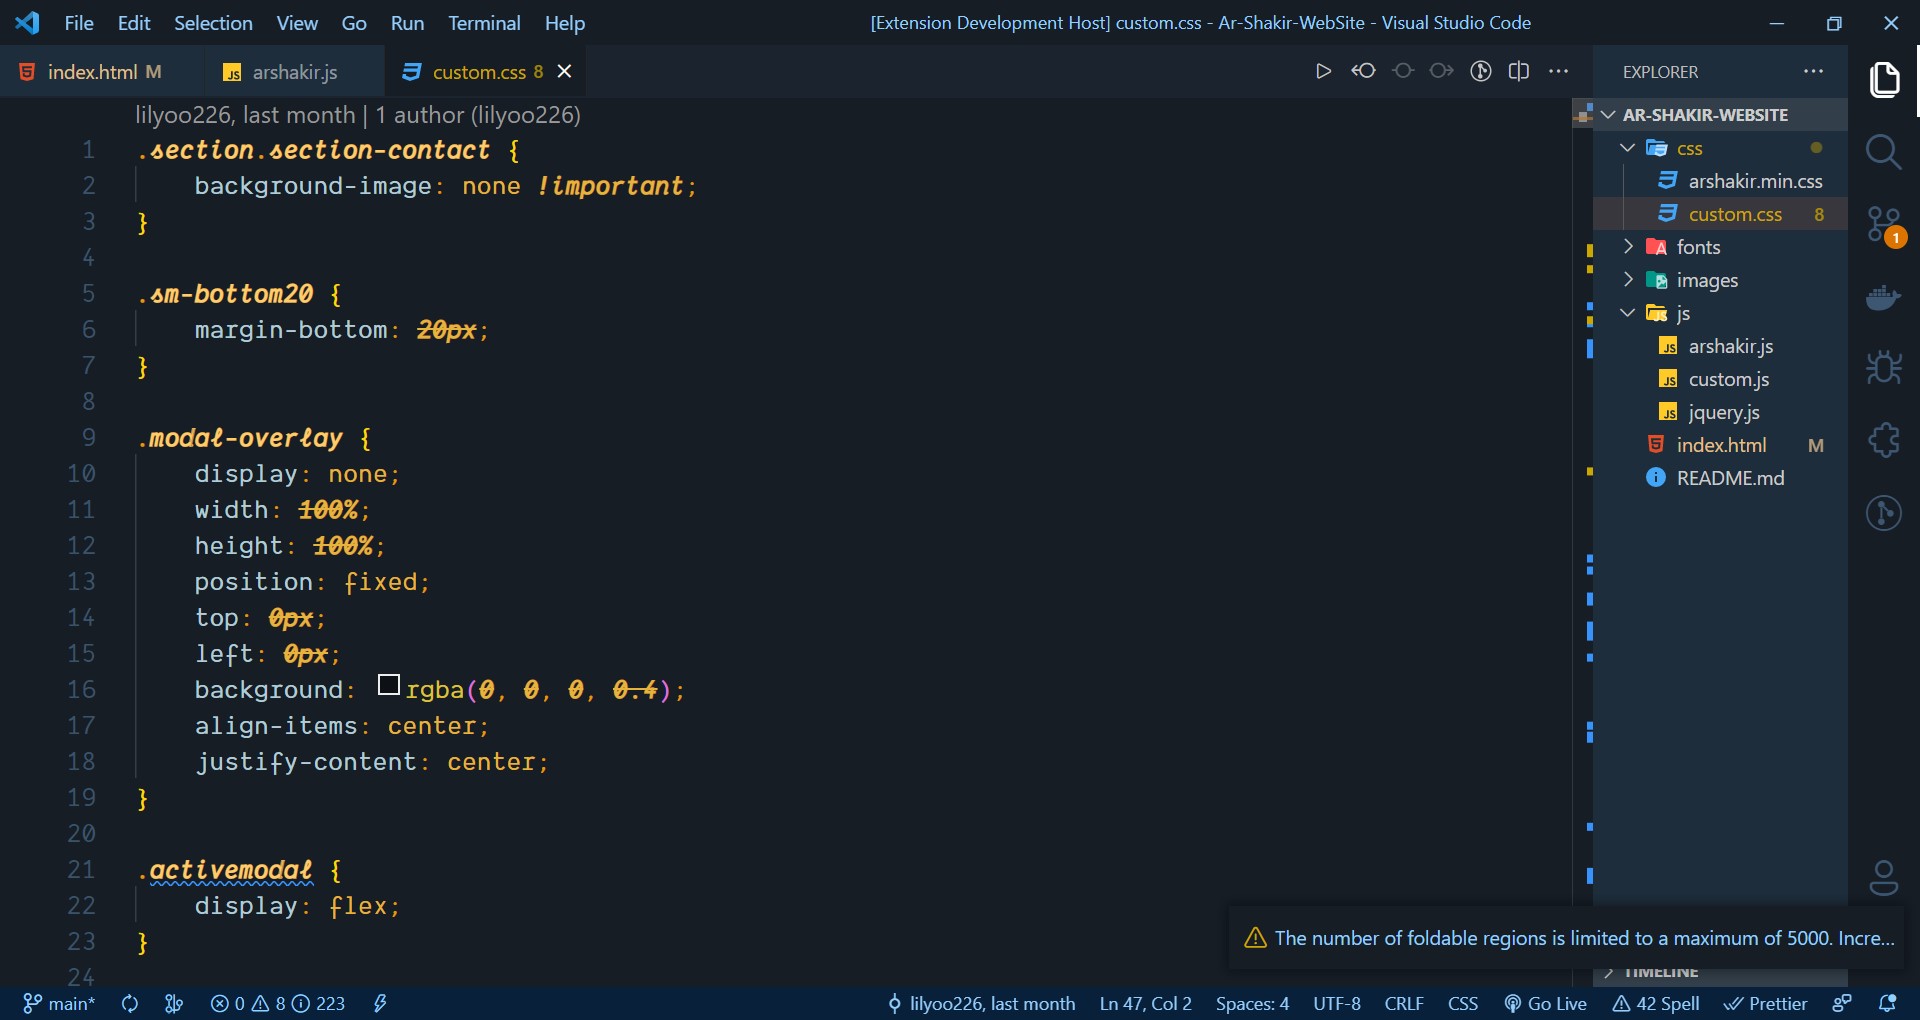 File Edit Selection View Go Run Terminal Help [Extension Development Host] custom.css - Ar-Shakir-WebSite - Visual Studio Code
index.html M arshakir.js custom.css 8
lilyoo226, last month | 1 author (lilyoo226)
1 .section.section-contact {
2 background-image: none !important;
3 }
4
5 .sm-bottom20 {
6 margin-bottom: 20px;
7 }
8
9 .modal-overlay {
10 display: none;
11 width: 100%;
12 height: 100%;
13 position: fixed;
14 top: 0px;
15 left: 0px;
16 background: rgba(0, 0, 0, 0.4);
17 align-items: center;
18 justify-content: center;
19 }
20
21 .activemodal {
22 display: flex;
23 }
24
EXPLORER
AR-SHAKIR-WEBSITE
css
arshakir.min.css
custom.css 8
fonts
images
js
arshakir.js
custom.js
jquery.js
index.html M
README.md
1
The number of foldable regions is limited to a maximum of 5000. Incre...
TIMELINE
main* 0 8 223 lilyoo226, last month Ln 47, Col 2 Spaces: 4 UTF-8 CRLF CSS Go Live 42 Spell Prettier